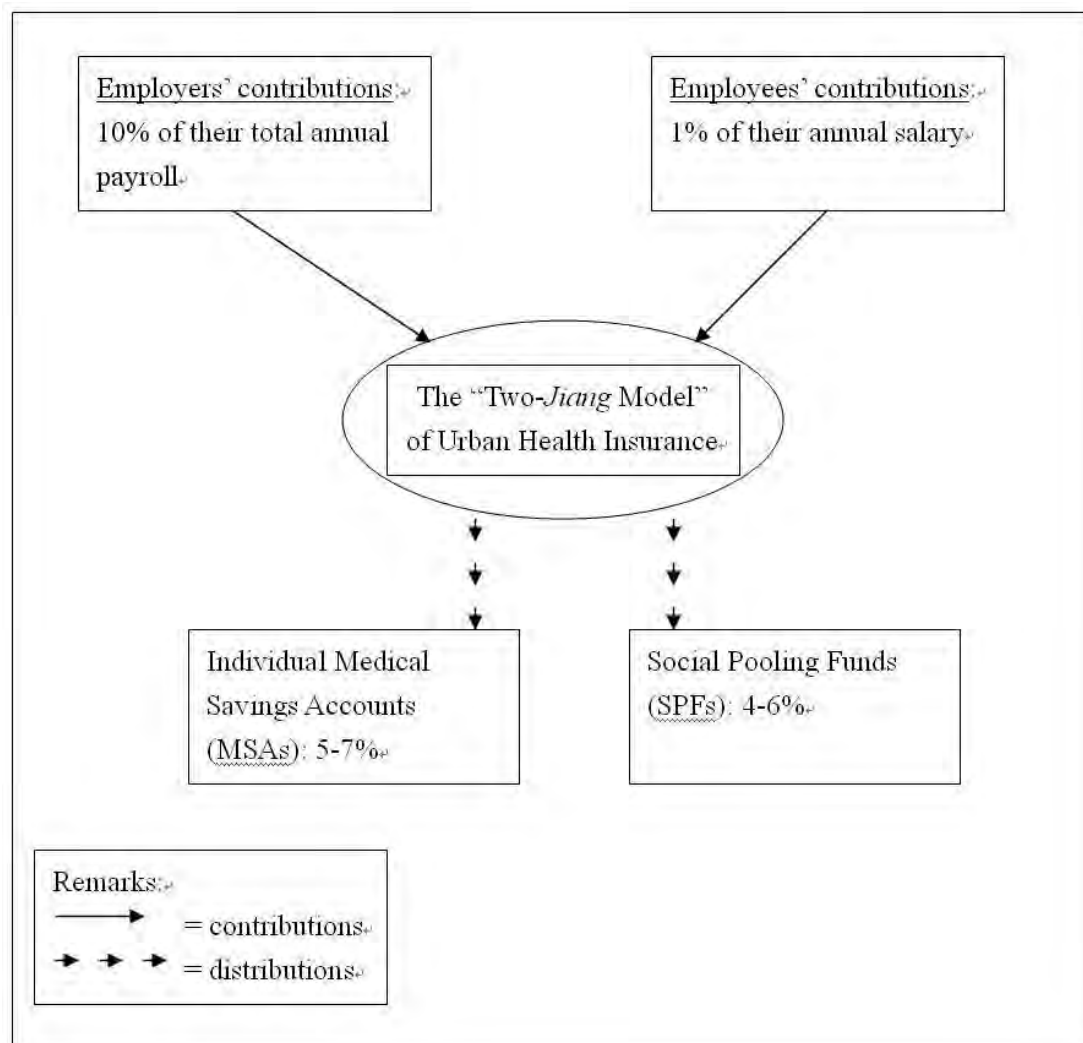 Employers’ contributions:
10% of their total annual
payroll
Employees’ contributions:
1% of their annual salary
The “Two-Jiang Model”
of Urban Health Insurance
Individual Medical
Savings Accounts
(MSAs): 5-7%
Social Pooling Funds
(SPFs): 4-6%
Remarks:
= contributions
= distributions